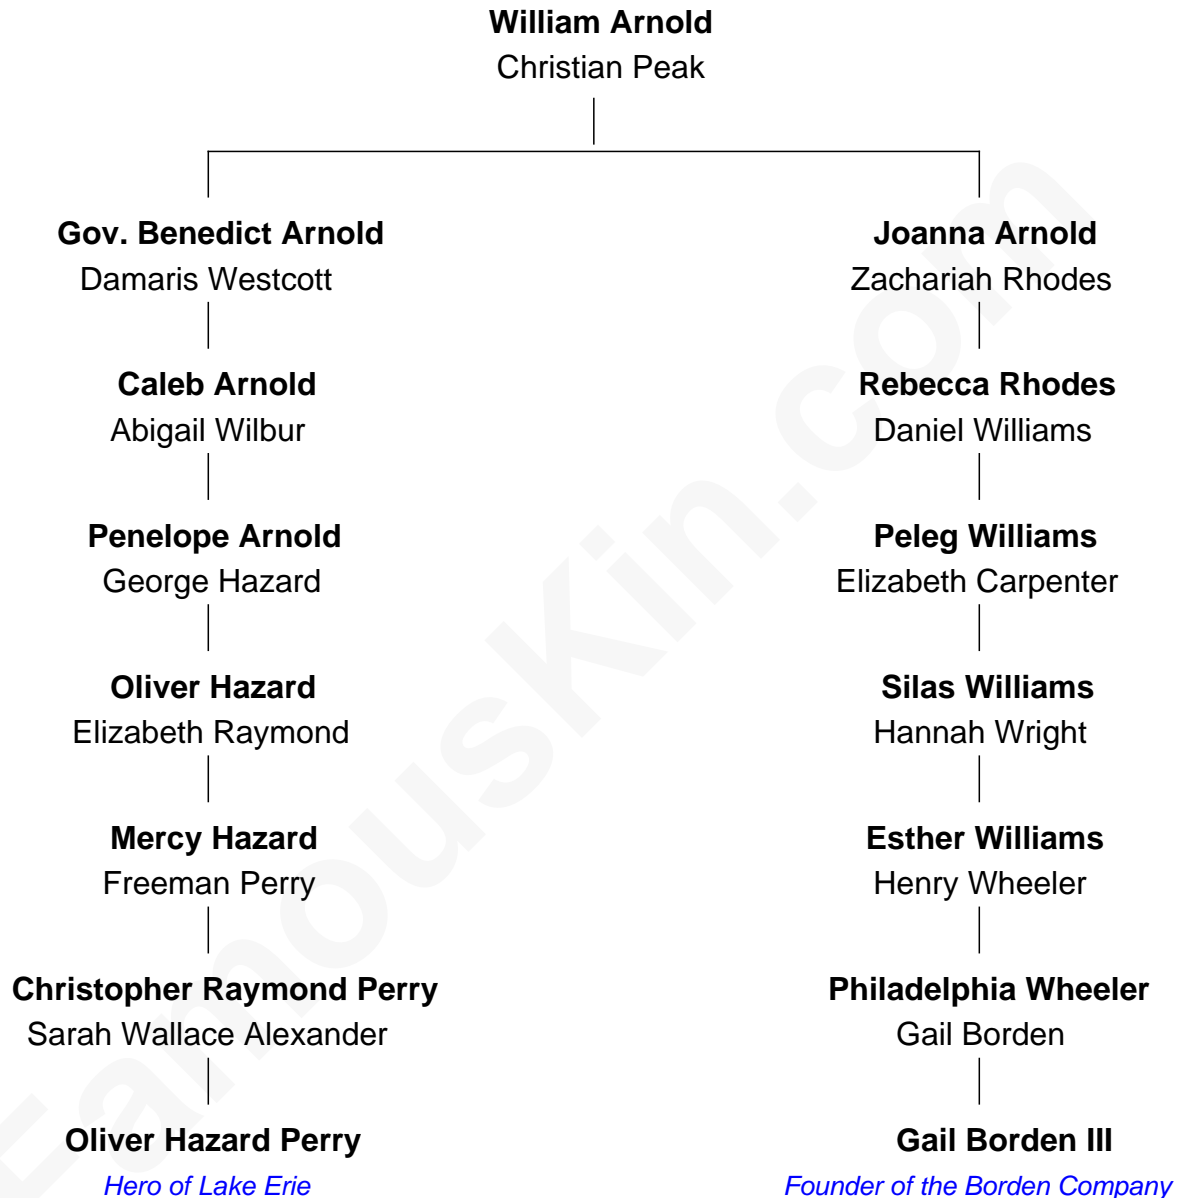 William Arnold
Christian Peak
Gov. Benedict Arnold
Damaris Westcott
Joanna Arnold
Zachariah Rhodes
Caleb Arnold
Abigail Wilbur
Rebecca Rhodes
Daniel Williams
Penelope Arnold
George Hazard
Peleg Williams
Elizabeth Carpenter
Oliver Hazard
Elizabeth Raymond
Silas Williams
Hannah Wright
Mercy Hazard
Freeman Perry
Esther Williams
Henry Wheeler
Christopher Raymond Perry
Sarah Wallace Alexander
Philadelphia Wheeler
Gail Borden
Oliver Hazard Perry
Hero of Lake Erie
Gail Borden III
Founder of the Borden Company
FamousKin.com